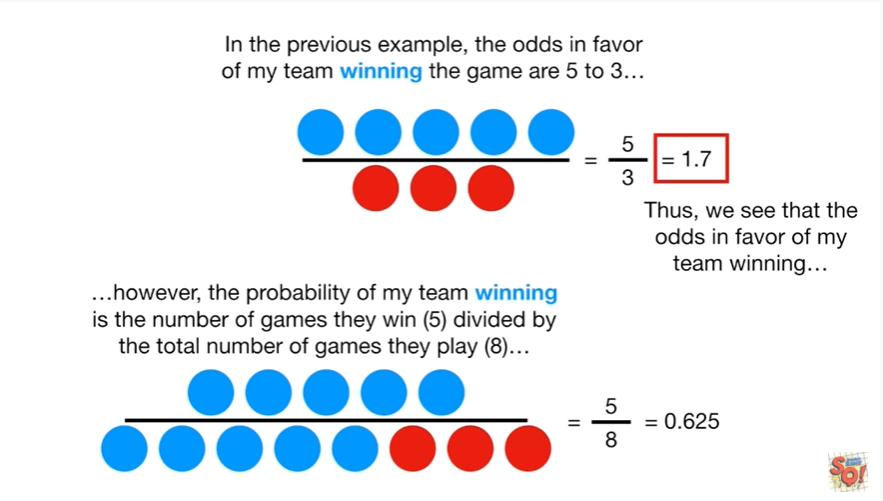 In the previous example, the odds in favor
of my team winning the game are 5 to 3…
= 5/3 = 1.7
Thus, we see that the
odds in favor of my
team winning…
…however, the probability of my team winning
is the number of games they win (5) divided by
the total number of games they play (8)…
= 5/8 = 0.625
SQ!